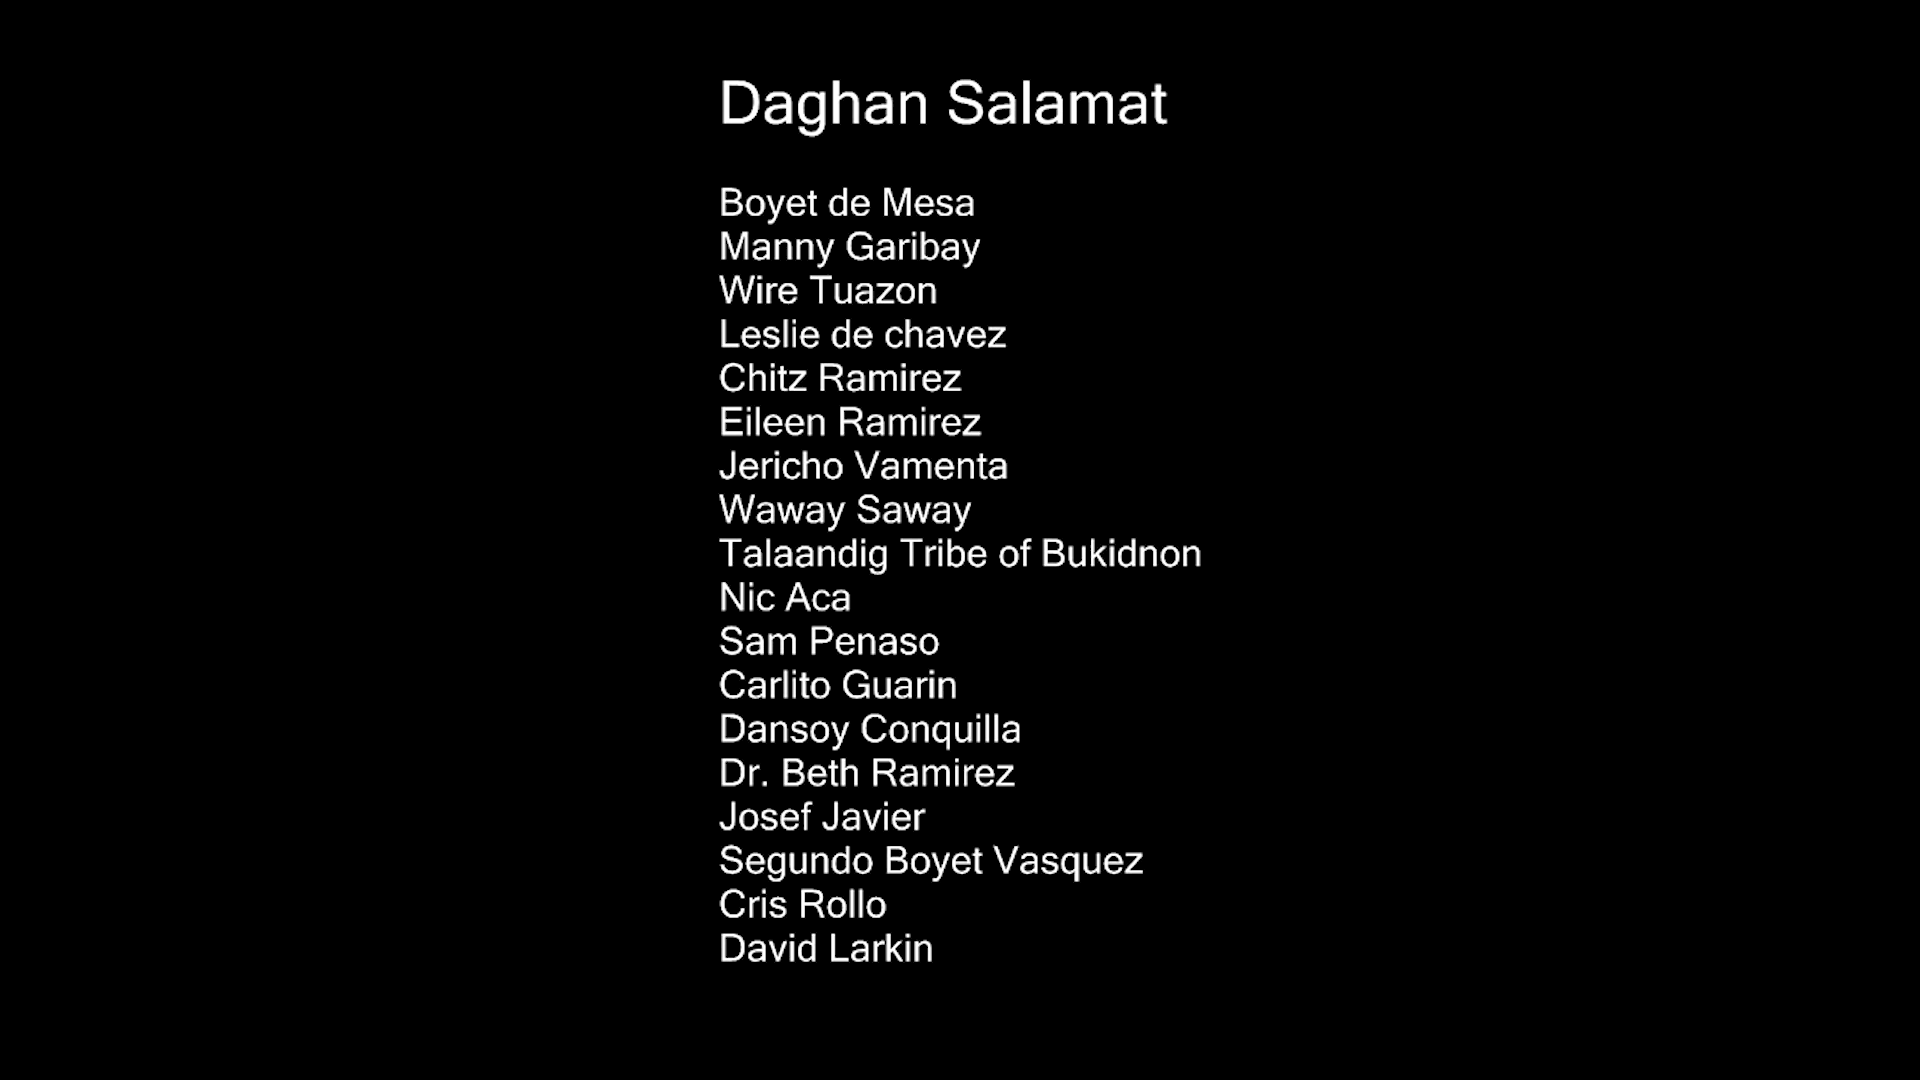 Daghan Salamat
Boyet de Mesa
Manny Garibay
Wire Tuazon
Leslie de chavez
Chitz Ramirez
Eileen Ramirez
Jericho Vamenta
Waway Saway
Talaandig Tribe of Bukidnon
Nic Aca
Sam Penaso
Carlito Guarin
Dansoy Conquilla
Dr. Beth Ramirez
Josef Javier
Segundo Boyet Vasquez
Cris Rollo
David Larkin